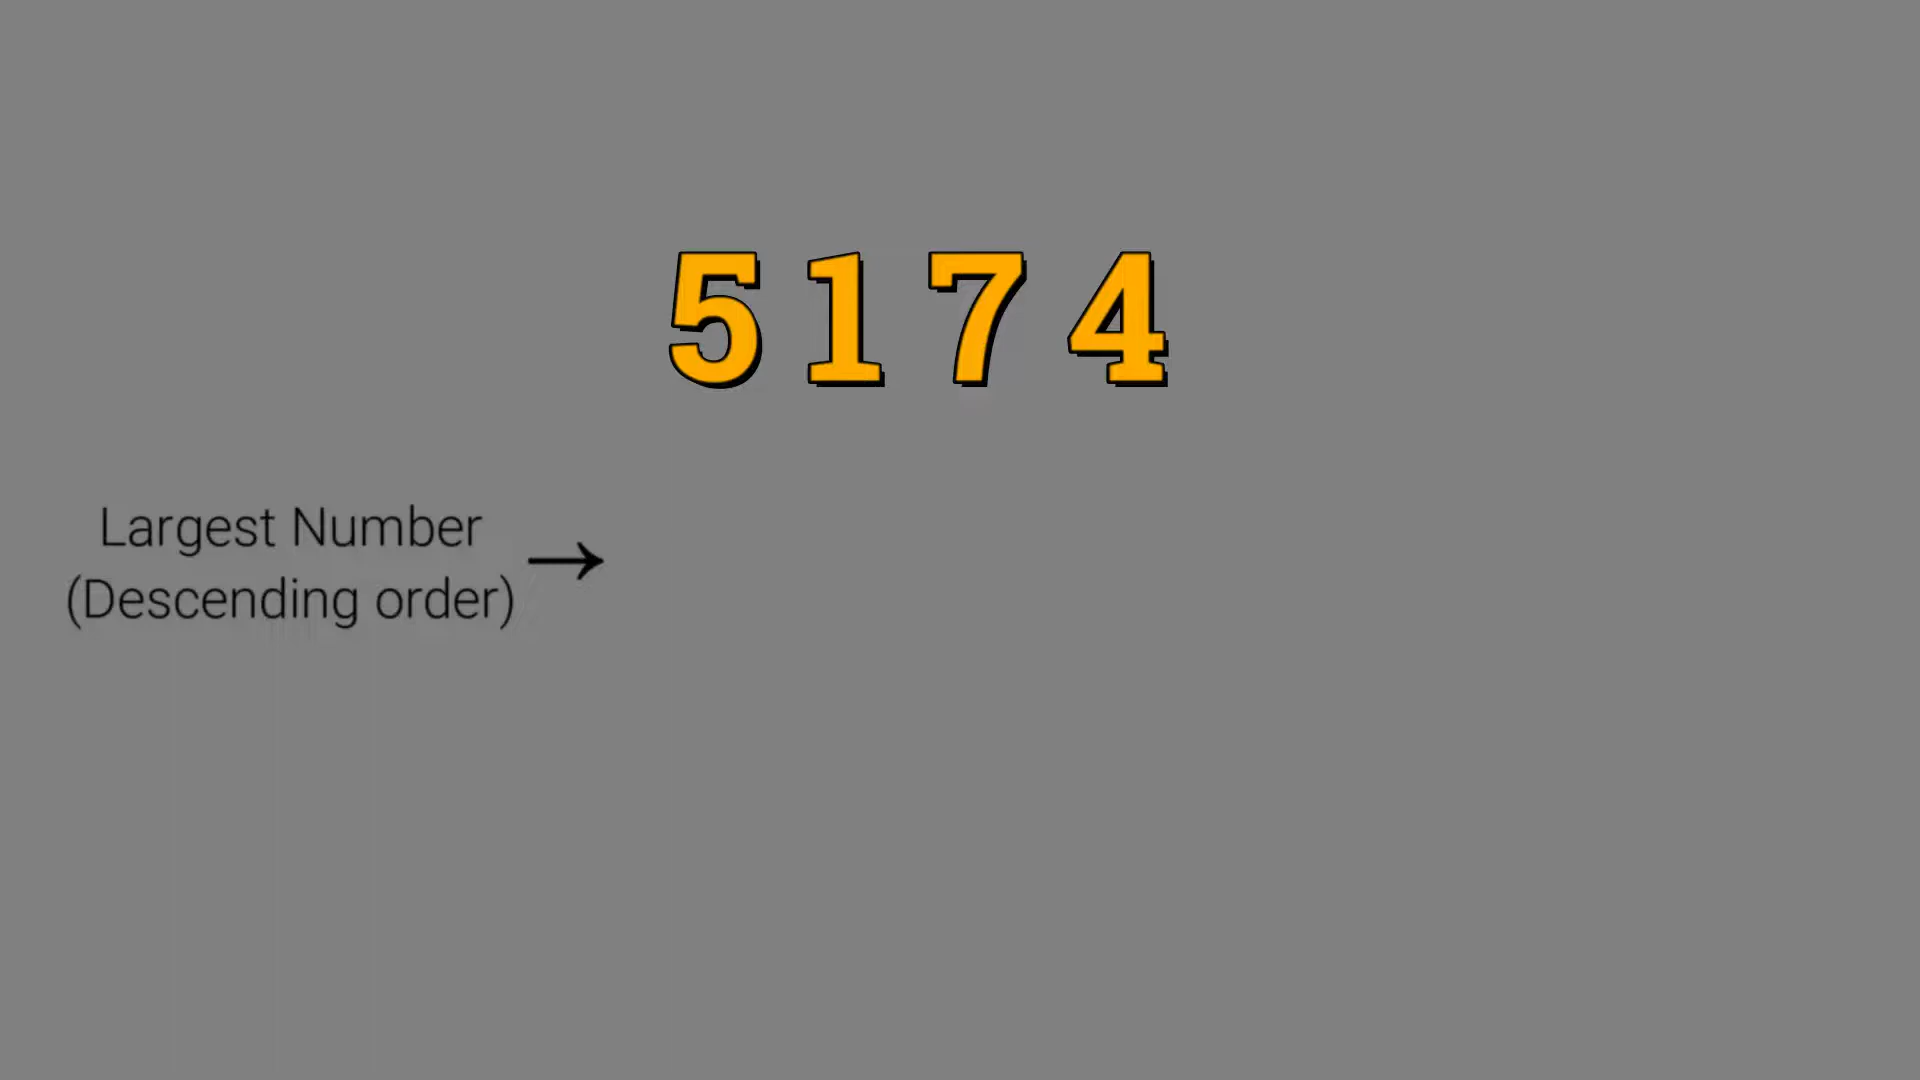 5 1 7 4
Largest Number
(Descending order) →